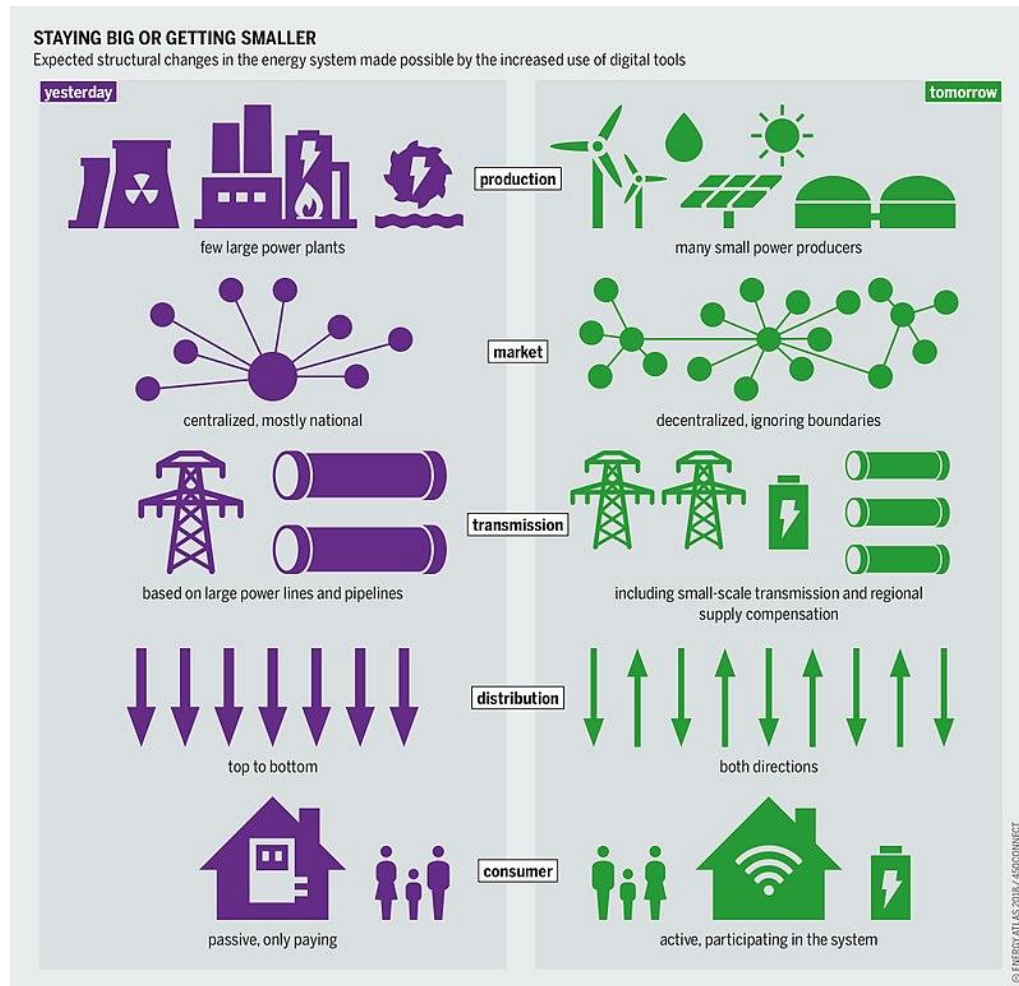 STAYING BIG OR GETTING SMALLER
Expected structural changes in the energy system made possible by the increased use of digital tools
yesterday
tomorrow
production
few large power plants
many small power producers
market
centralized, mostly national
decentralized, ignoring boundaries
transmission
based on large power lines and pipelines
including small-scale transmission and regional
supply compensation
distribution
top to bottom
both directions
consumer
passive, only paying
active, participating in the system
© ENERGY ATLAS 2018 / 450CONNECT